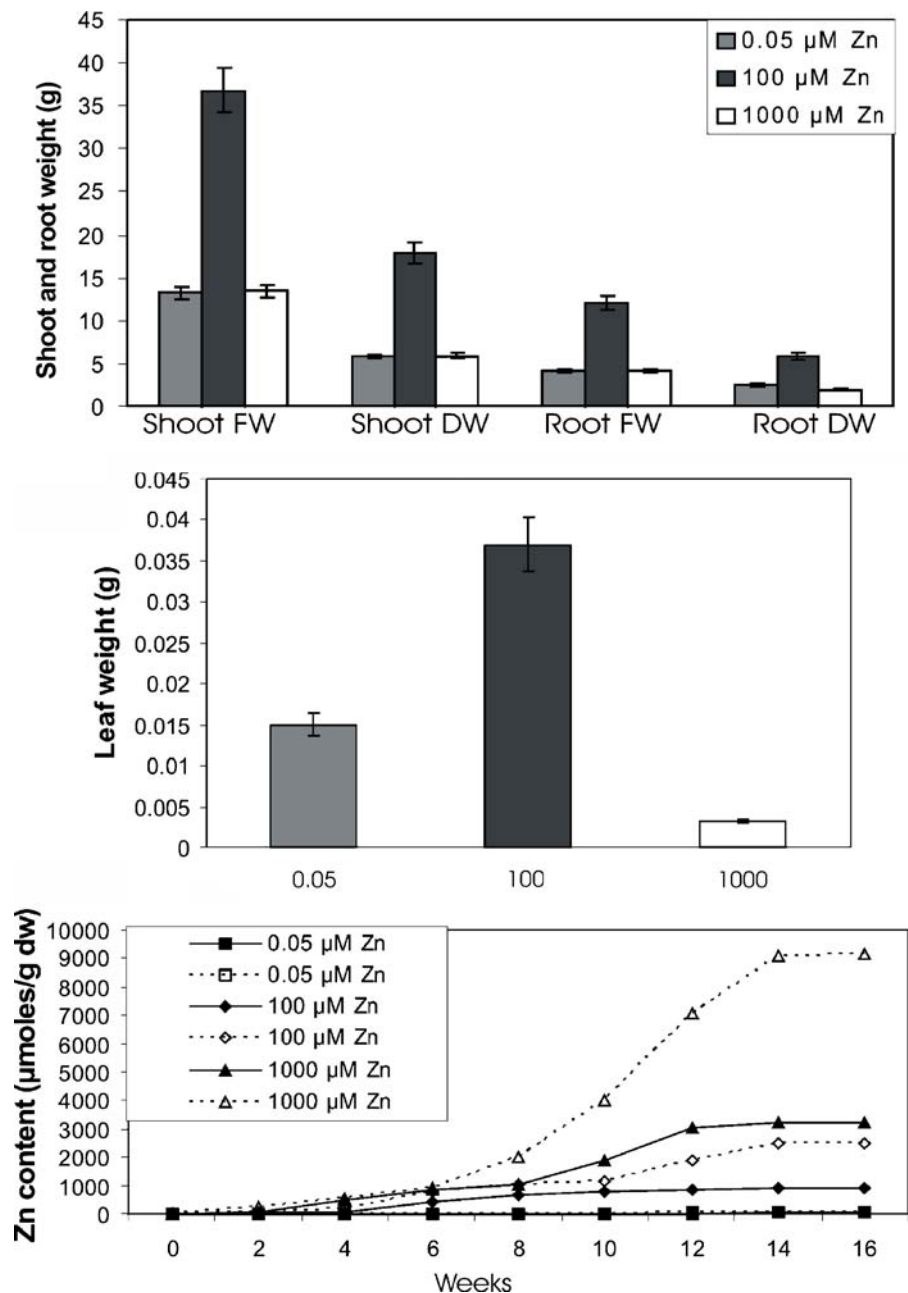 Shoot and root weight (g)
45
40
35
30
25
20
15
10
5
0
0.05 µM Zn
100 µM Zn
1000 µM Zn
Shoot FW Shoot DW Root FW Root DW
Leaf weight (g)
0.045
0.04
0.035
0.03
0.025
0.02
0.015
0.01
0.005
0
0.05 100 1000
Zn content (µmoles/g dw)
10000
9000
8000
7000
6000
5000
4000
3000
2000
1000
0
0.05 µM Zn
0.05 µM Zn
100 µM Zn
100 µM Zn
1000 µM Zn
1000 µM Zn
0 2 4 6 8 10 12 14 16
Weeks